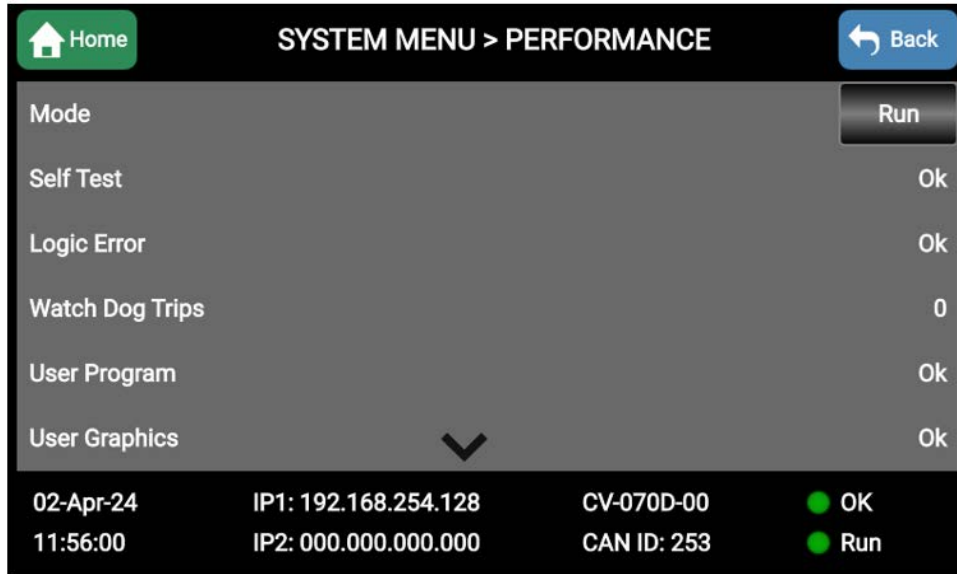 Home SYSTEM MENU > PERFORMANCE Back
Mode Run
Self Test Ok
Logic Error Ok
Watch Dog Trips 0
User Program Ok
User Graphics Ok
02-Apr-24 IP1: 192.168.254.128 CV-070D-00 OK
11:56:00 IP2: 000.000.000.000 CAN ID: 253 Run